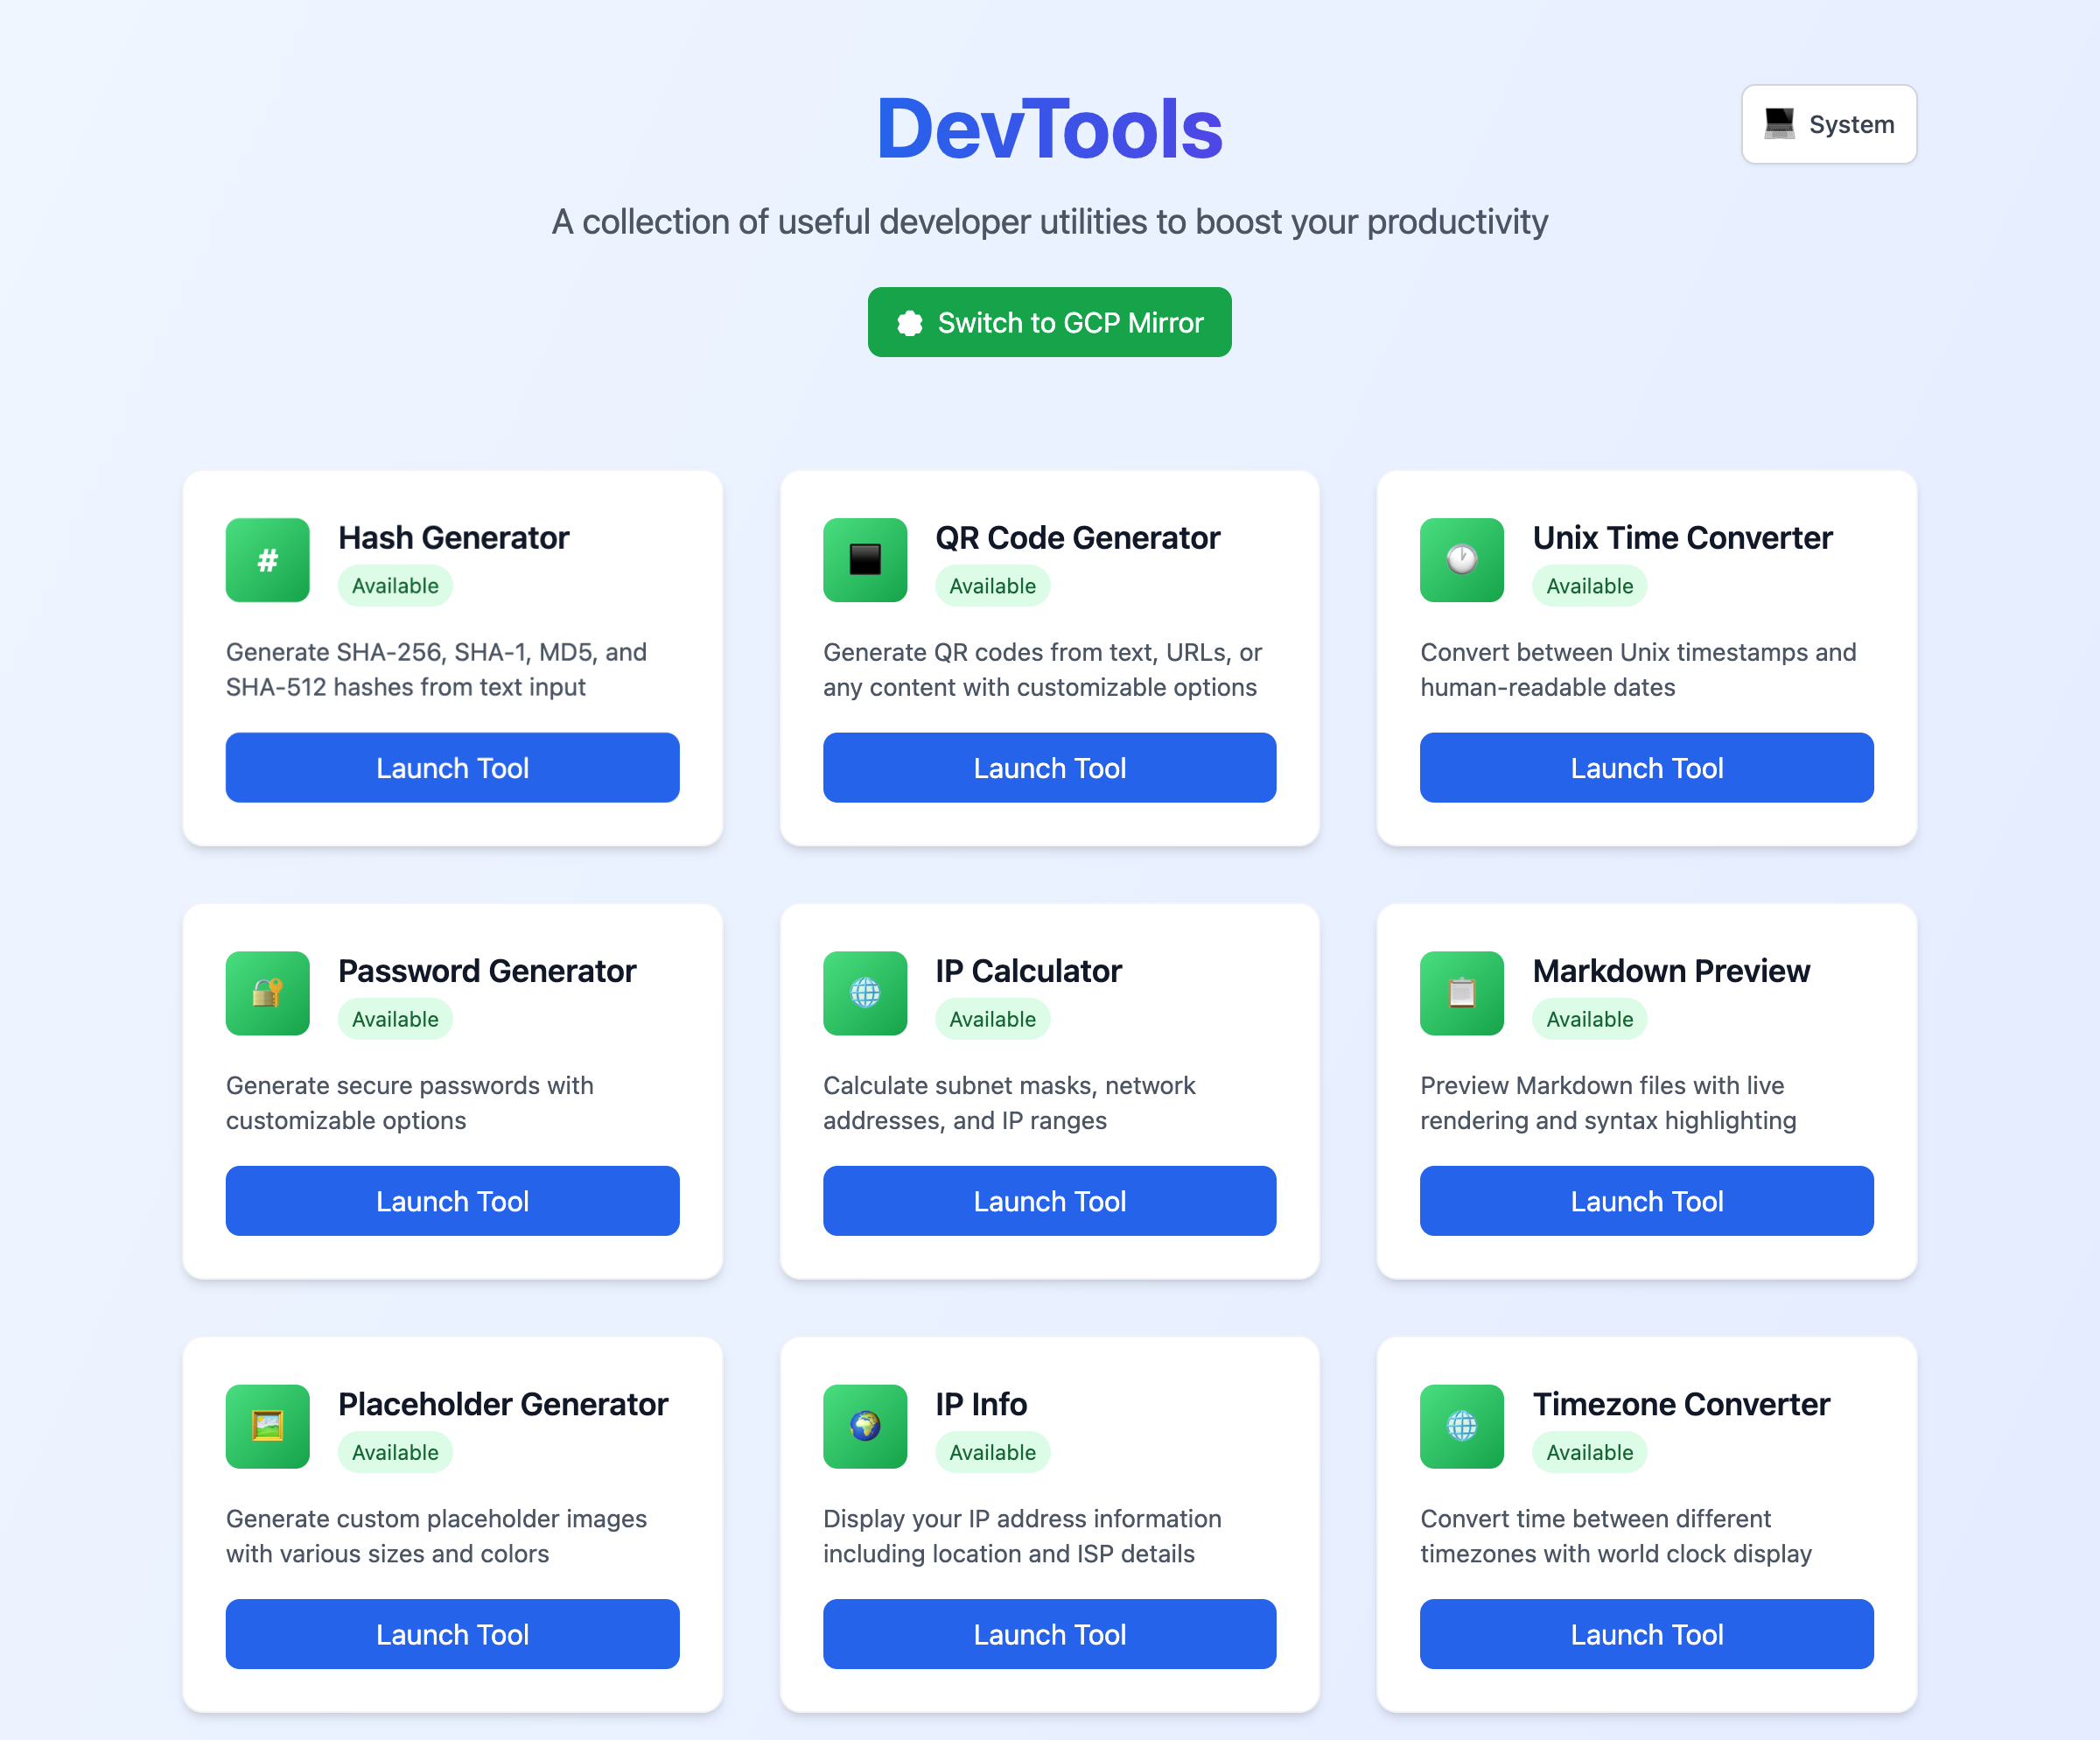 DevTools
System
A collection of useful developer utilities to boost your productivity
Switch to GCP Mirror
# Hash Generator
Available
Generate SHA-256, SHA-1, MD5, and
SHA-512 hashes from text input
Launch Tool
QR Code Generator
Available
Generate QR codes from text, URLs, or
any content with customizable options
Launch Tool
Unix Time Converter
Available
Convert between Unix timestamps and
human-readable dates
Launch Tool
Password Generator
Available
Generate secure passwords with
customizable options
Launch Tool
IP Calculator
Available
Calculate subnet masks, network
addresses, and IP ranges
Launch Tool
Markdown Preview
Available
Preview Markdown files with live
rendering and syntax highlighting
Launch Tool
Placeholder Generator
Available
Generate custom placeholder images
with various sizes and colors
Launch Tool
IP Info
Available
Display your IP address information
including location and ISP details
Launch Tool
Timezone Converter
Available
Convert time between different
timezones with world clock display
Launch Tool